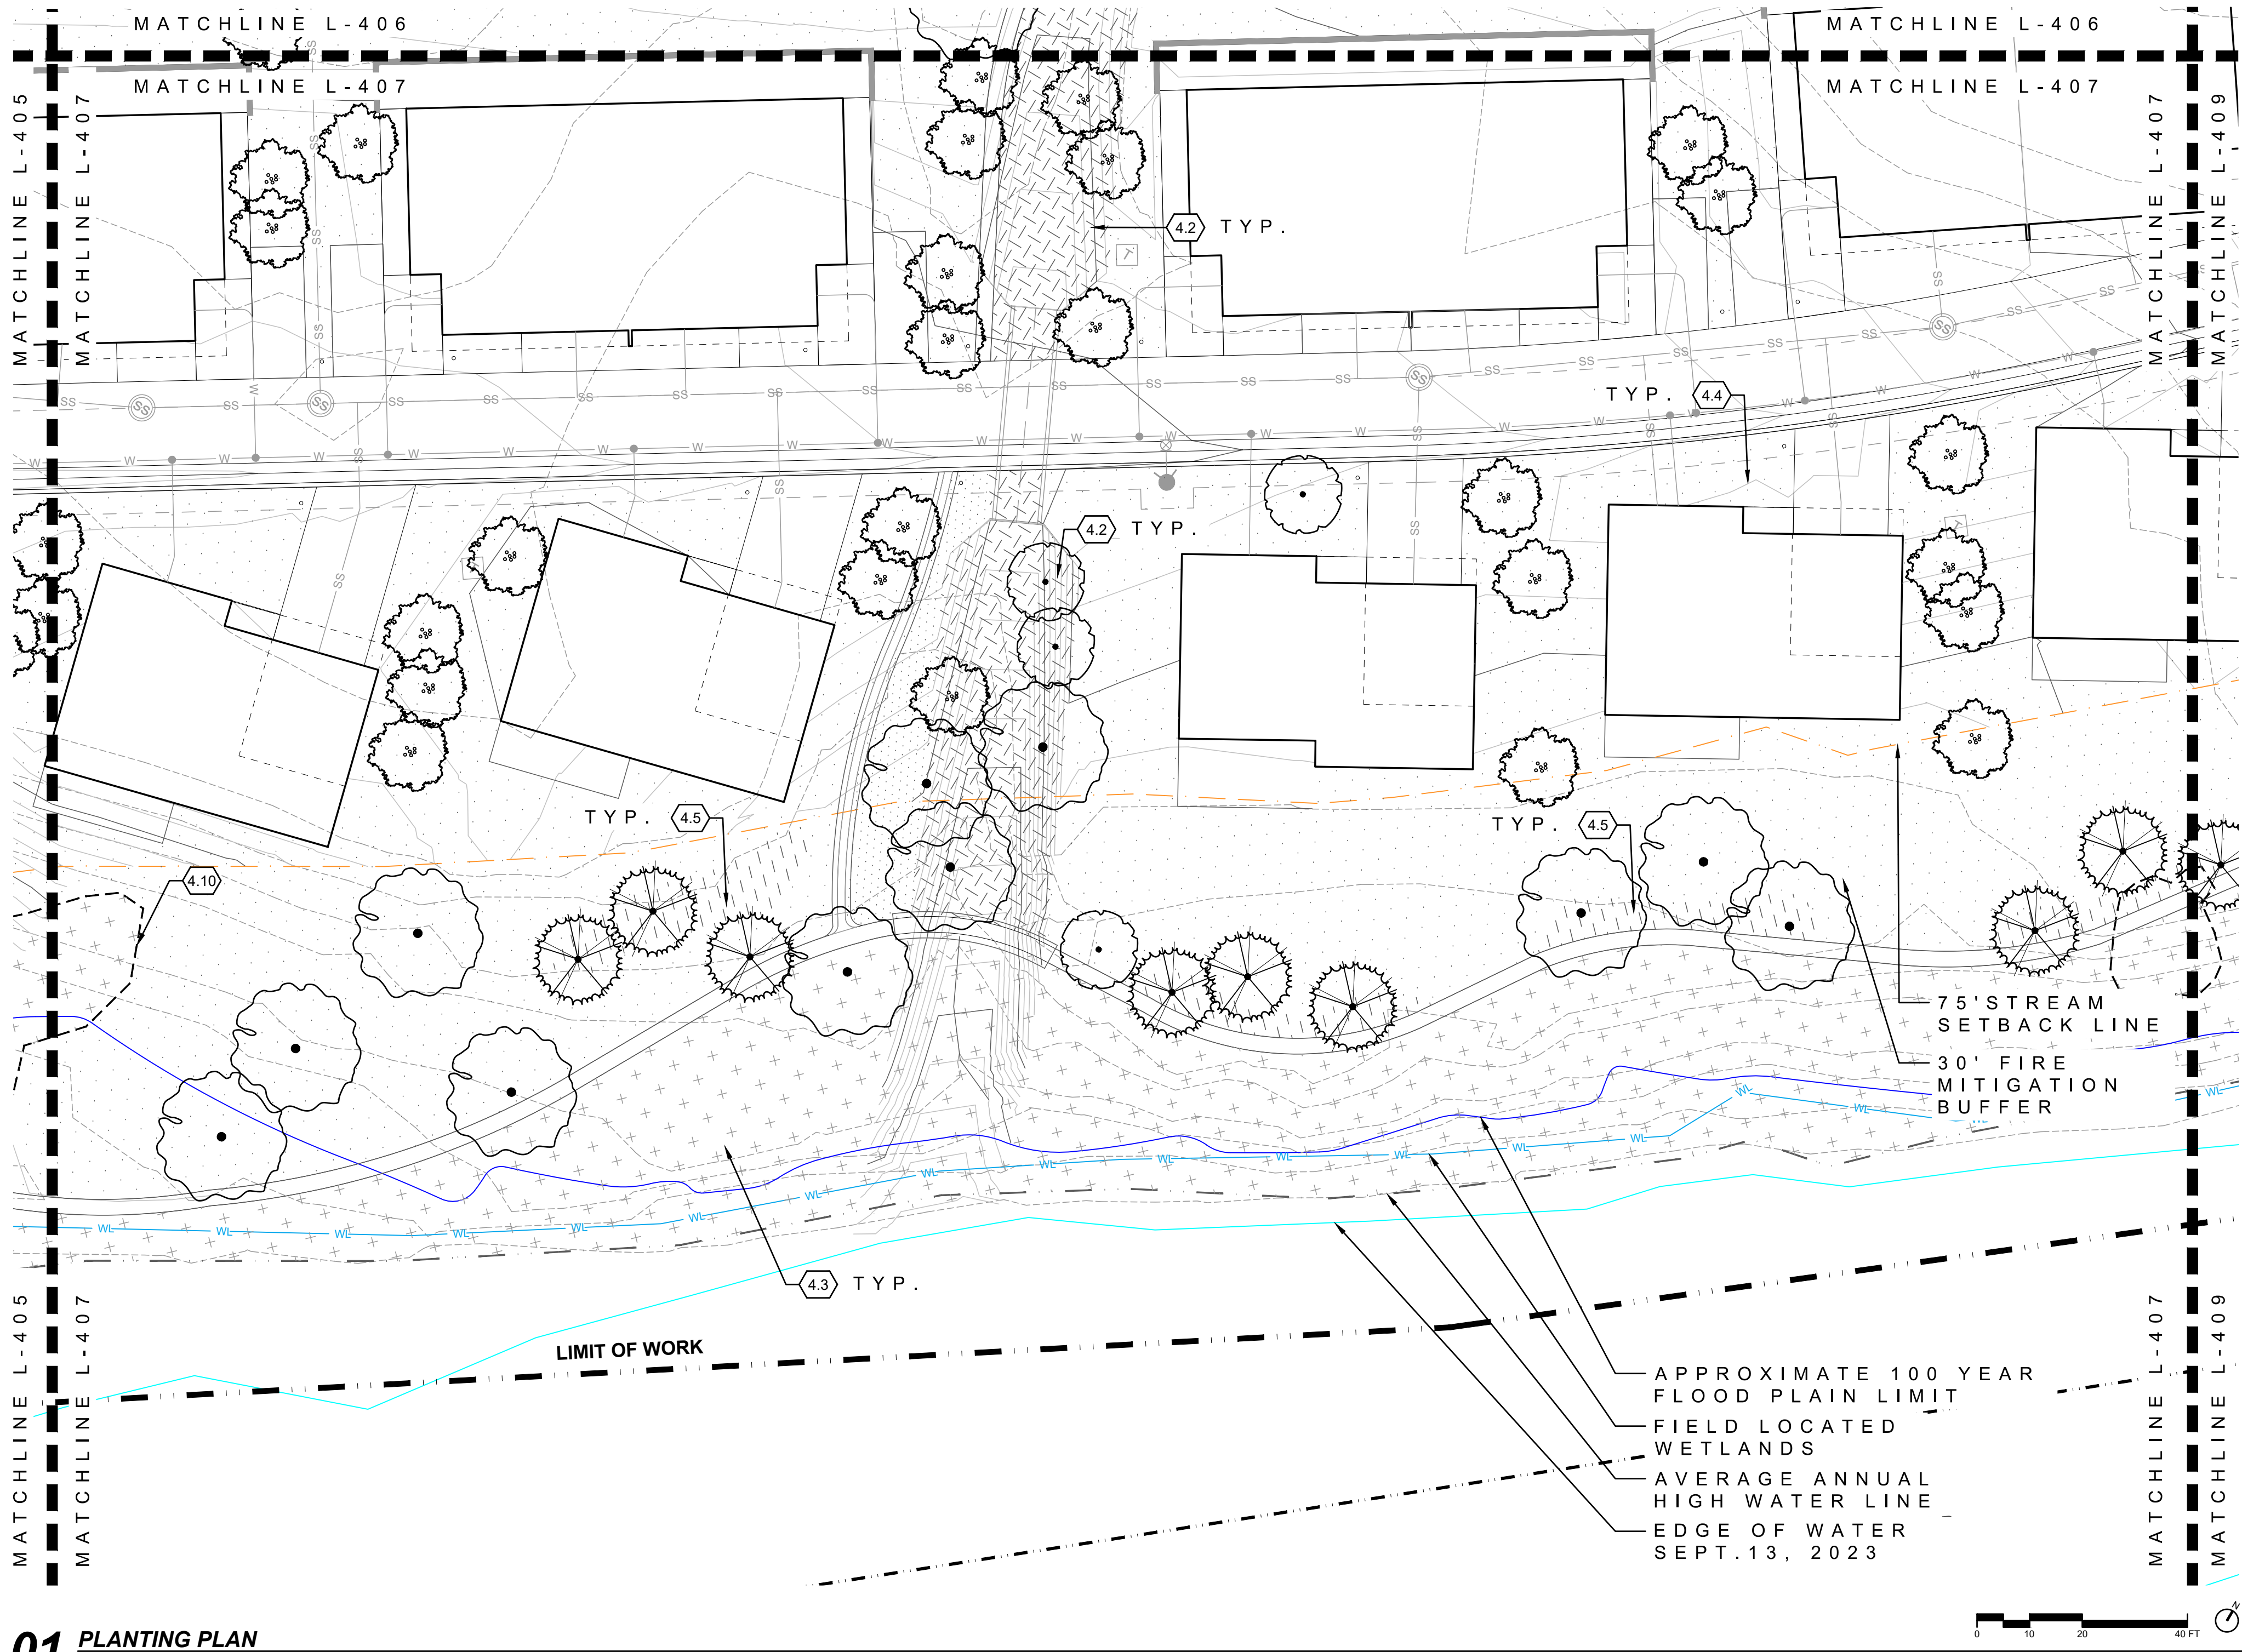 MATCHLINE L-406
MATCHLINE L-406
MATCHLINE L-407
MATCHLINE L-407
MATCHLINE L-405
MATCHLINE L-407
MATCHLINE L-407
MATCHLINE L-409
4.2 TYP.
T
TYP. 4.4
4.2 TYP.
TYP. 4.5
TYP. 4.5
4.10
75'STREAM
SETBACK LINE
30' FIRE
MITIGATION
BUFFER
4.3 TYP.
LIMIT OF WORK
APPROXIMATE 100 YEAR
FLOOD PLAIN LIMIT
FIELD LOCATED
WETLANDS
AVERAGE ANNUAL
HIGH WATER LINE
EDGE OF WATER
SEPT.13, 2023
MATCHLINE L-405
MATCHLINE L-407
MATCHLINE L-407
MATCHLINE L-409
SS
W
WL
0 10 20 40 FT
N
01 PLANTING PLAN